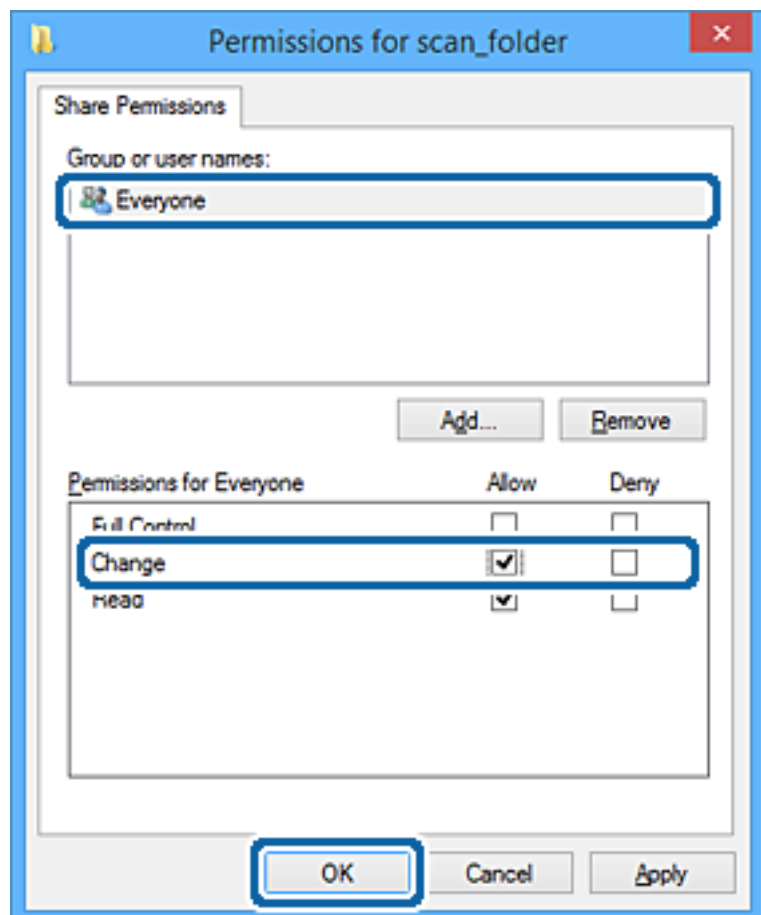 Permissions for scan_folder
Share Permissions
Group or user names:
Everyone
Add... Remove
Permissions for Everyone Allow Deny
Full Control
Change
Read
OK Cancel Apply